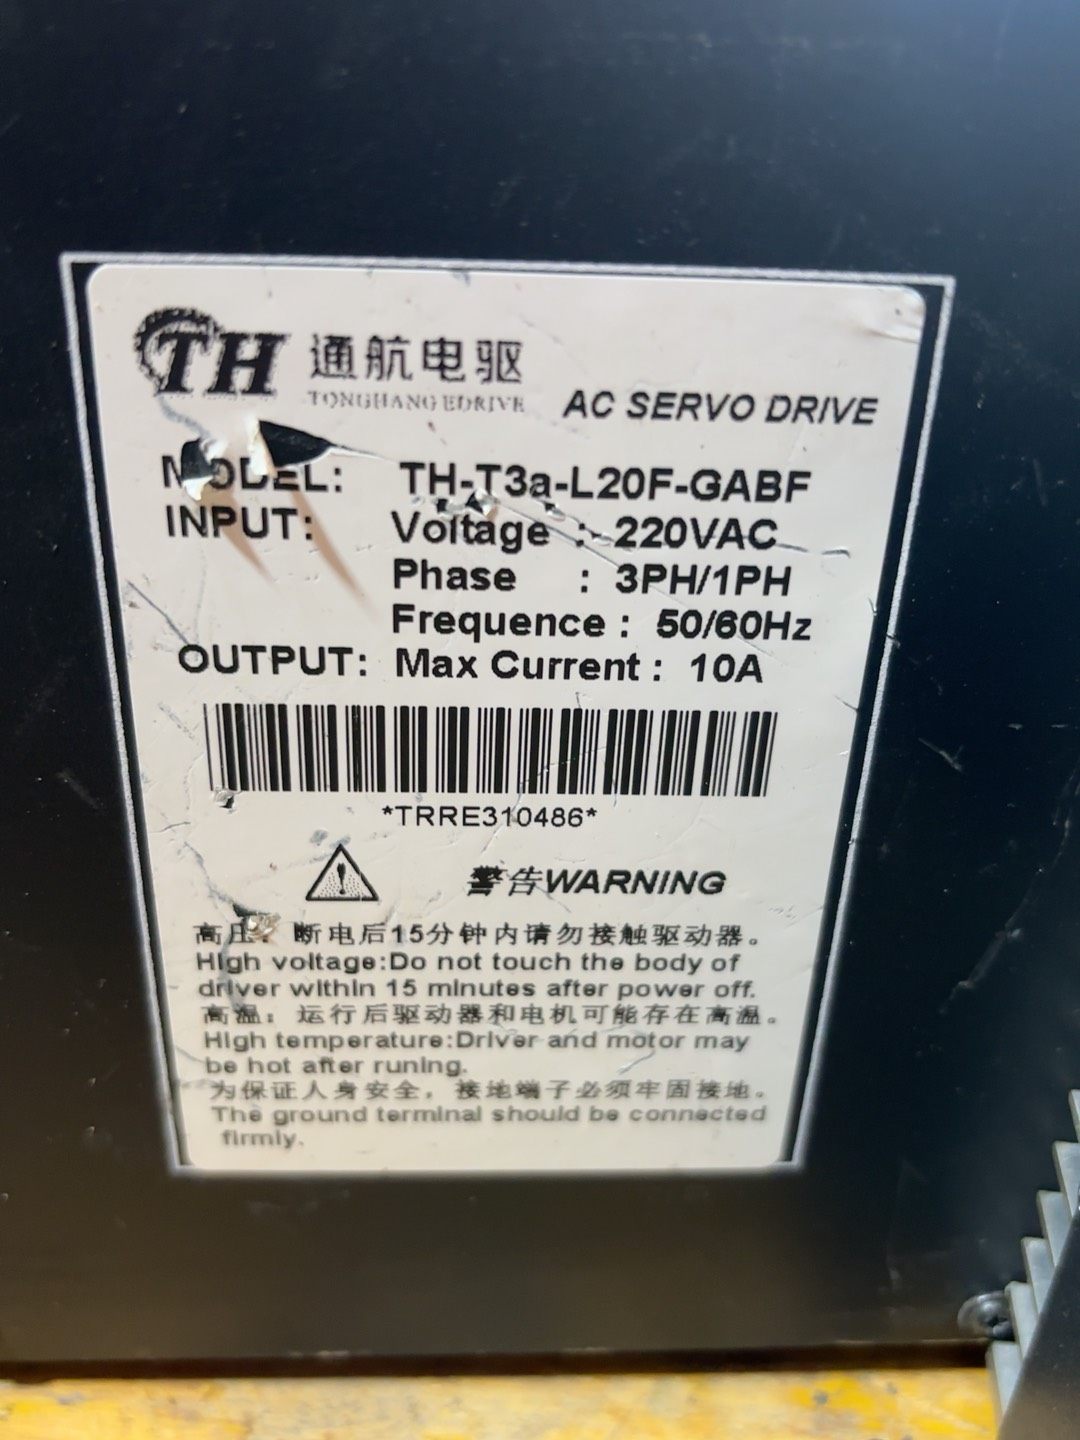 TH 通航电驱
TONGHANG EDRIVE
AC SERVO DRIVE
MODEL: TH-T3a-L20F-GABF
INPUT: Voltage : 220VAC
Phase : 3PH/1PH
Frequence : 50/60Hz
OUTPUT: Max Current : 10A
*TRRE310486*
警告WARNING
高压：断电后15分钟内请勿接触驱动器。
High voltage:Do not touch the body of
driver within 15 minutes after power off.
高温：运行后驱动器和电机可能存在高温。
High temperature:Driver and motor may
be hot after runing.
为保证人身安全，接地端子必须牢固接地。
The ground terminal should be connected
firmly.